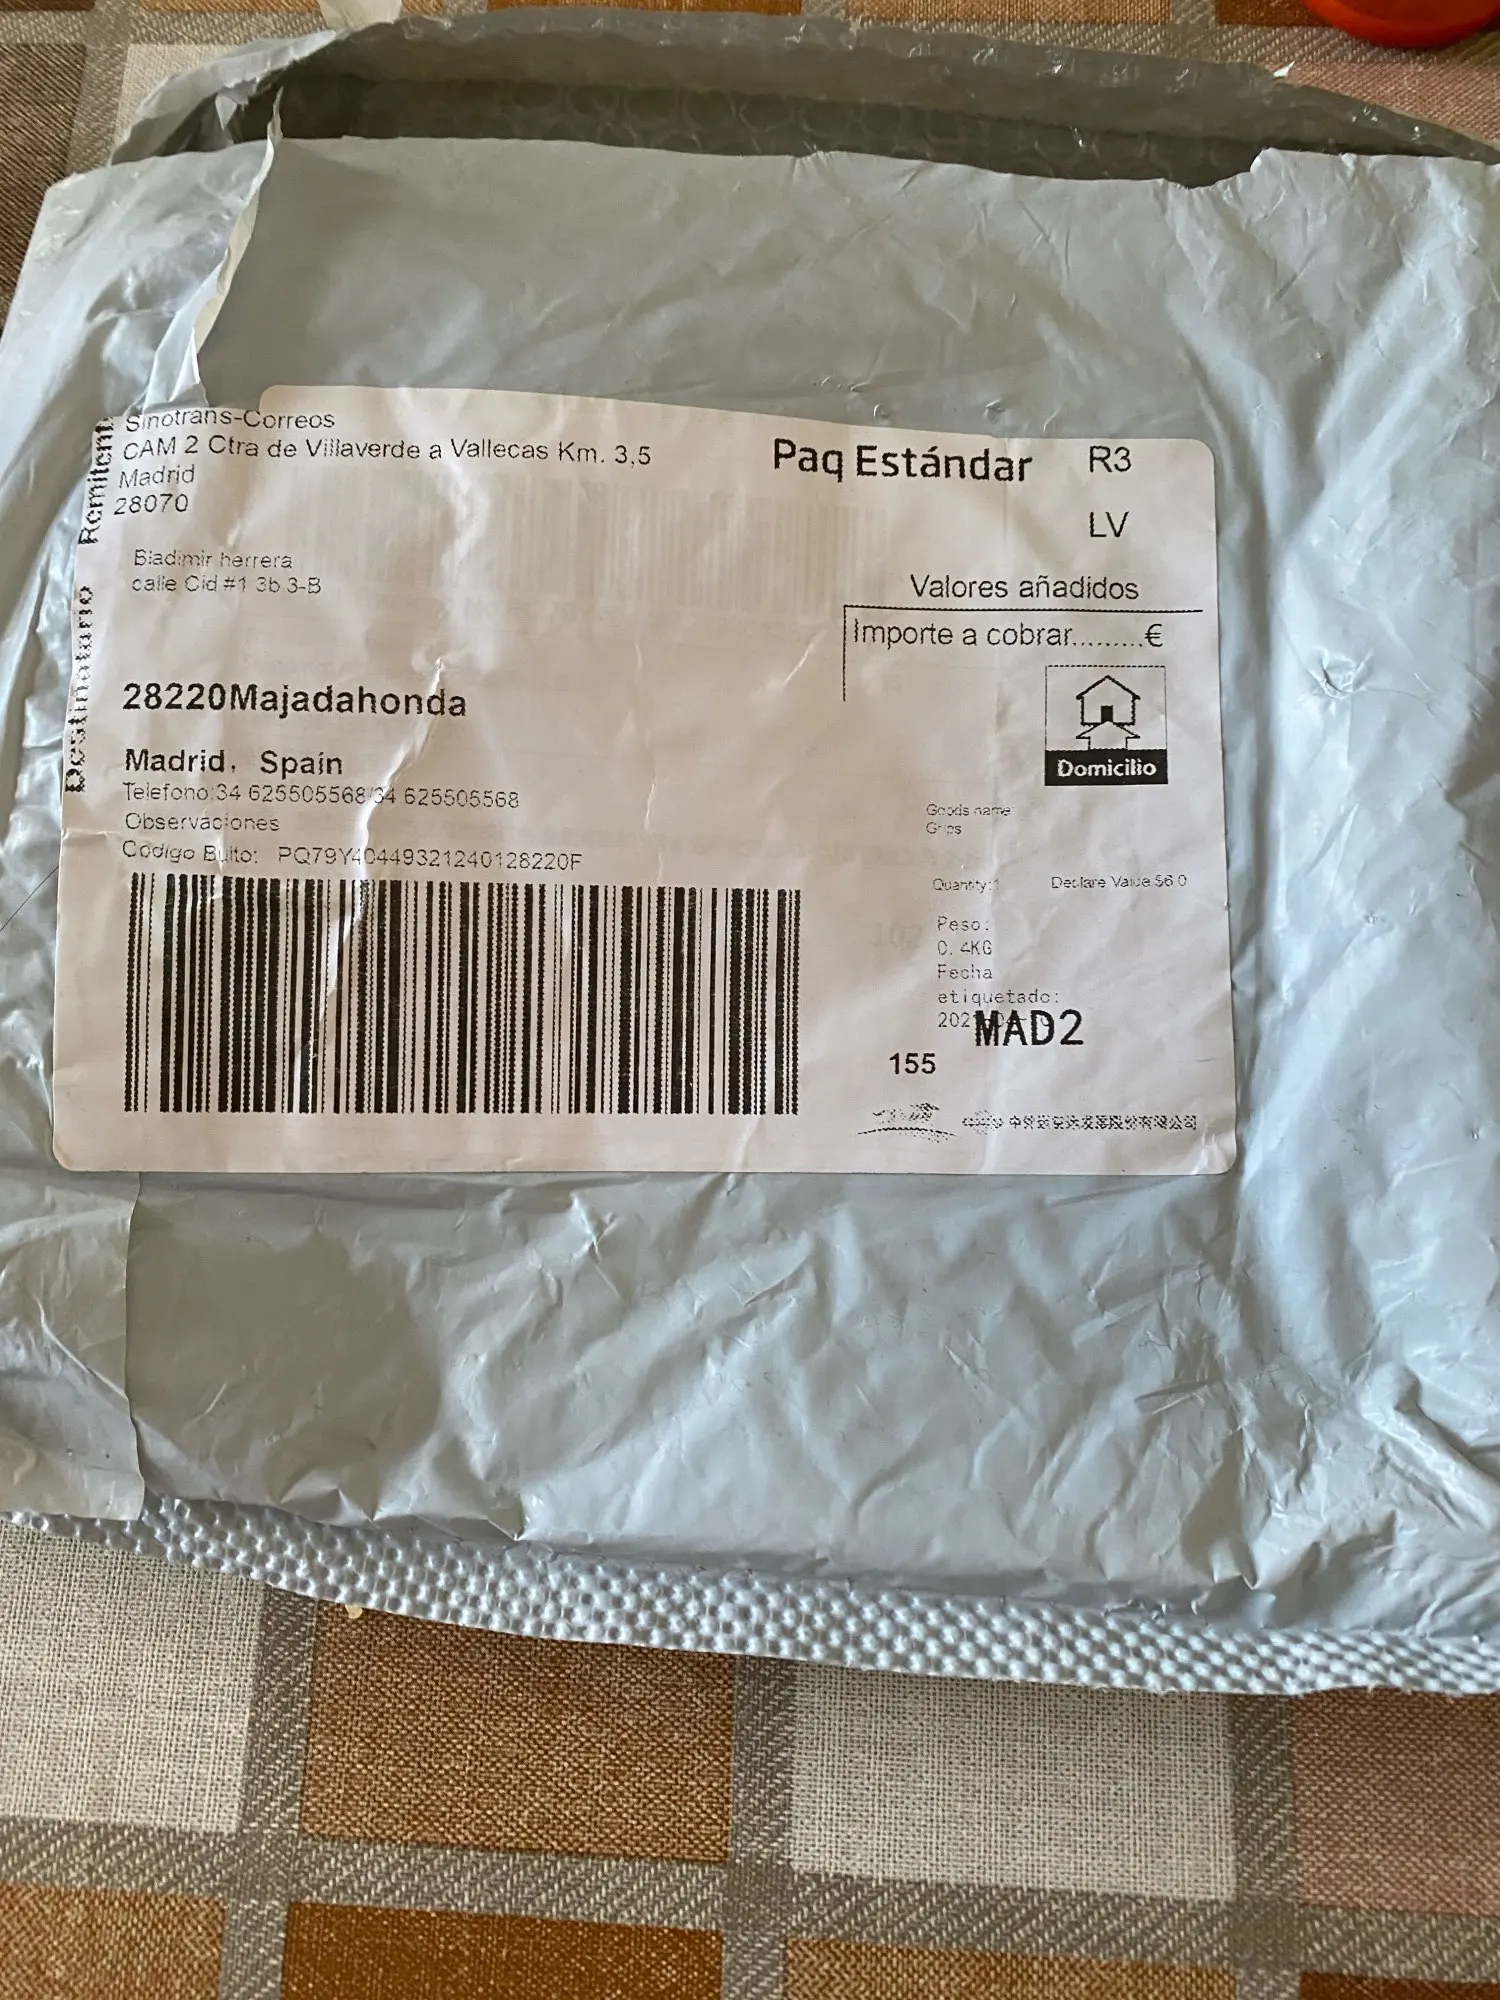 Remitente
Sinotrans-Correos
CAM 2 Ctra de Villaverde a Vallecas Km. 3,5
Madrid
28070
Paq Estándar
R3
LV
Destinatario
Bladimir herrera
calle Cid #1 3b 3-B
28220Majadahonda
Madrid, Spain
Telefono:34 625505568/34 625505568
Observaciones
Codigo Bulto: PQ79Y40449321240128220F
Valores añadidos
Importe a cobrar.........€
Domicilio
Goods name
Grips
Quantity:1
Declare Value $6.0
Peso:
0.4KG
Fecha
etiquetado:
MAD2
155